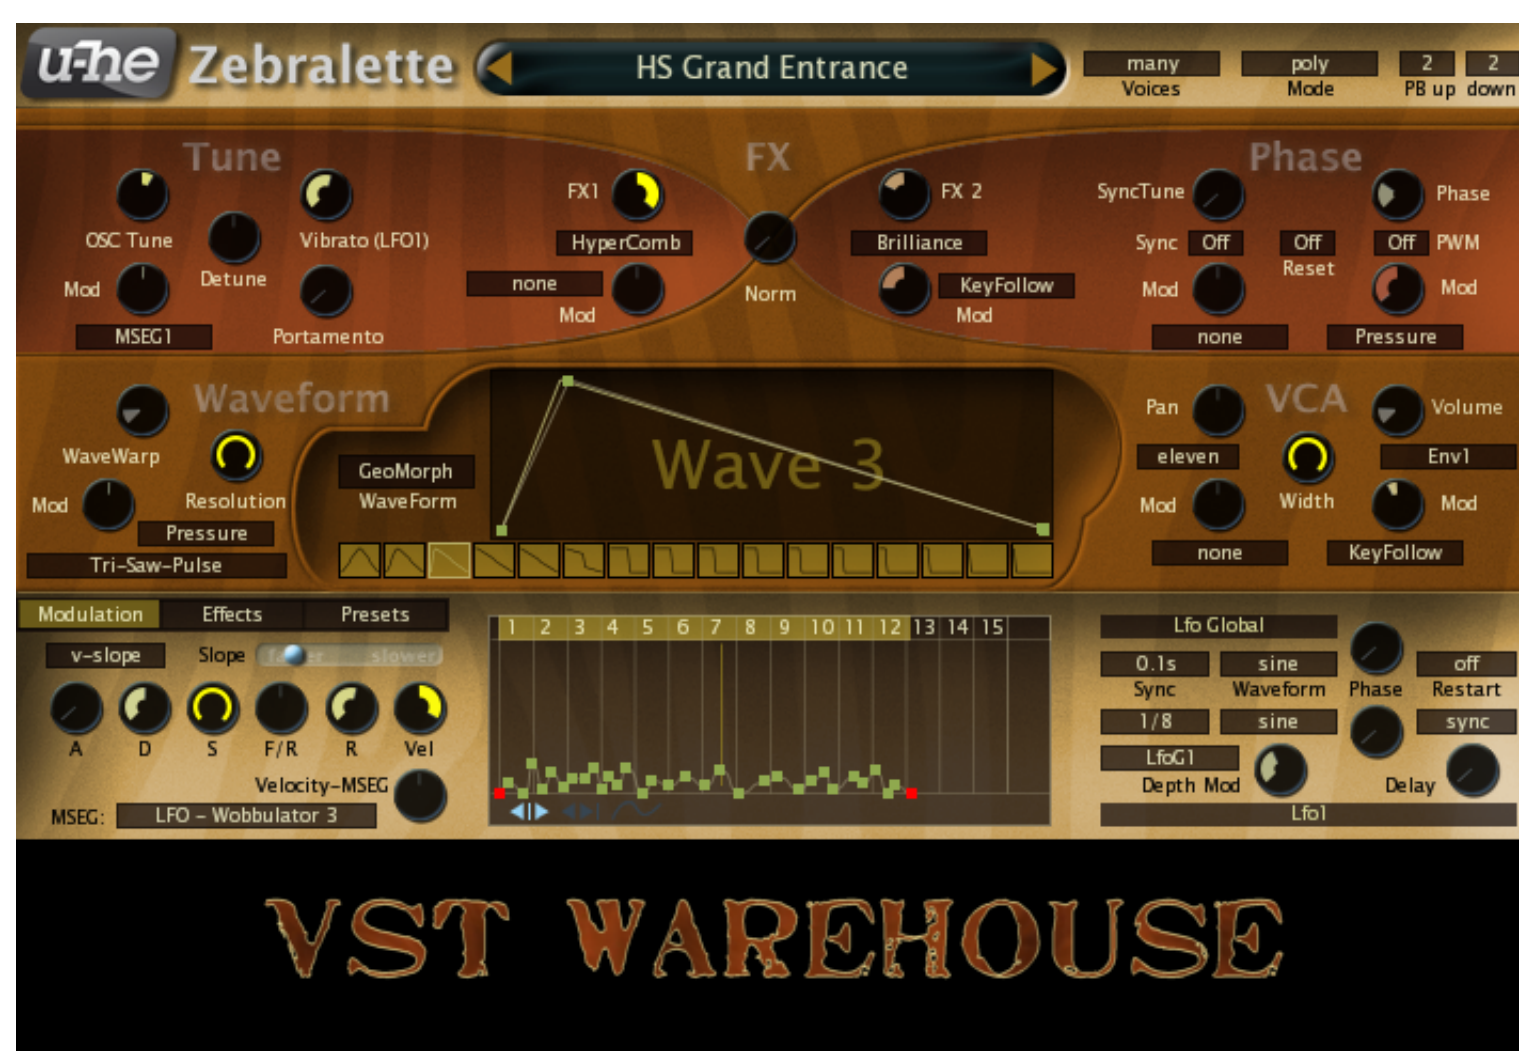 u-he Zebralette HS Grand Entrance many poly 2 2
Voices Mode PB up down
Tune FX Phase
FX1 FX 2 SyncTune Phase
OSC Tune Vibrato (LFO1) HyperComb Brilliance Sync Off Off Off PWM
Detune Reset
Mod none KeyFollow Mod Mod
Norm
Mod Mod
MSEG1 Portamento none Pressure
Waveform Pan VCA Volume
WaveWarp GeoMorph Wave 3 eleven Env1
Mod Resolution WaveForm Mod Width Mod
Pressure
Tri-Saw-Pulse none KeyFollow
Modulation Effects Presets 1 2 3 4 5 6 7 8 9 10 11 12 13 14 15 Lfo Global
v-slope Slope slower 0.1s sine off
Sync Waveform Phase Restart
1/8 sine sync
A D S F/R R Vel LfoG1
Velocity-MSEG Depth Mod Delay
MSEG: LFO - Wobbulator 3 Lfo1
VST WAREHOUSE